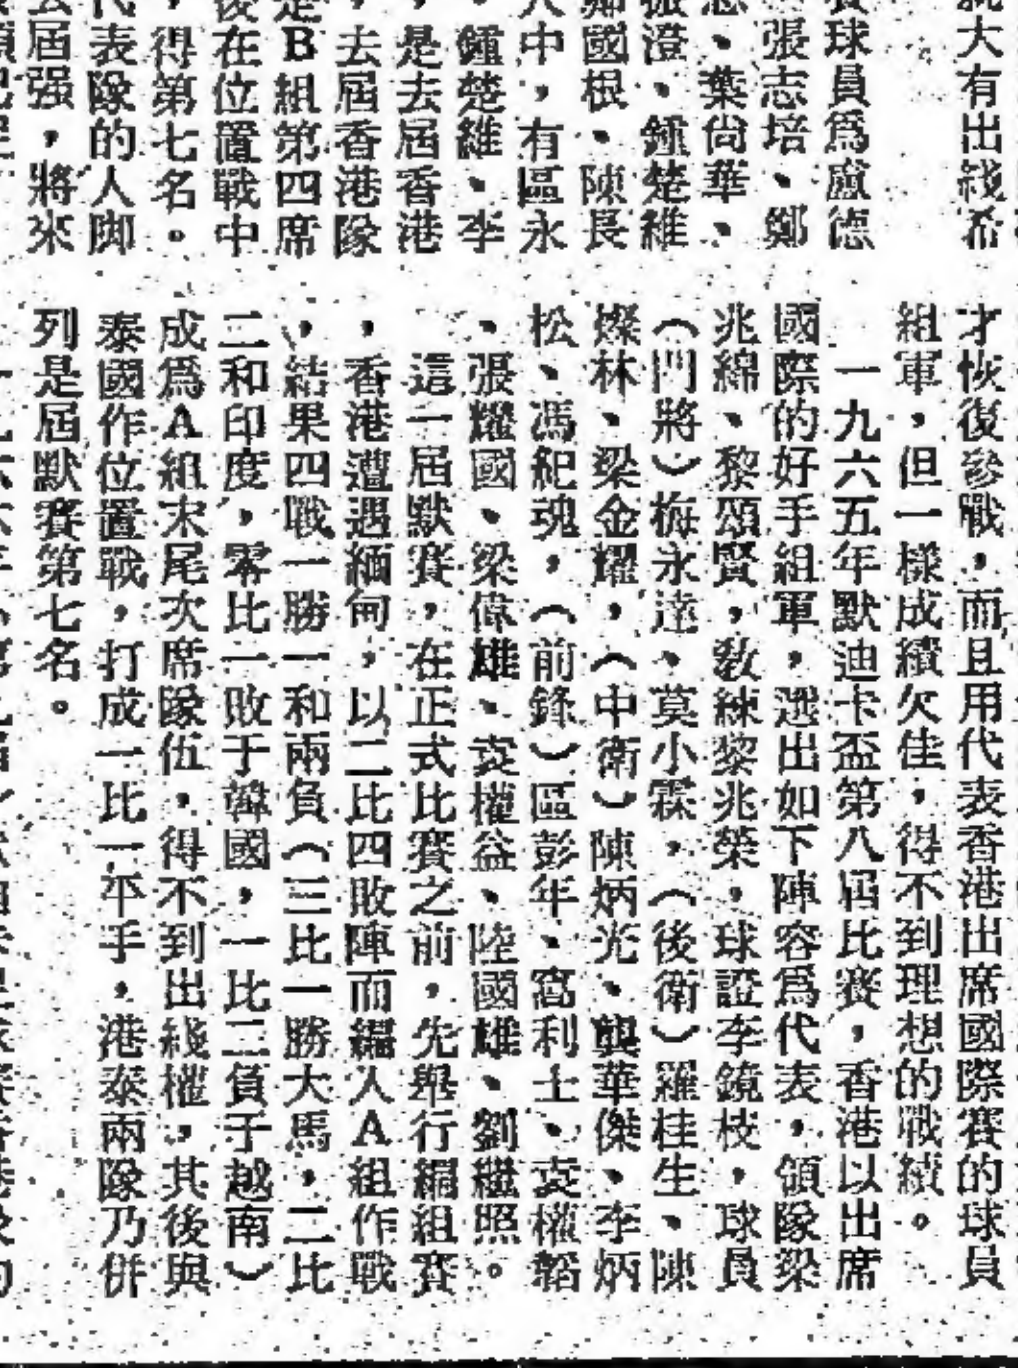 大有出綫希
球員爲盧德
張志培、鄭
、葉尙華、
澄、鍾楚維
國根、陳長
中，有區永
鍾楚維、李
是去屆香港
去屆香港隊
B組第四席
在位置戰中
，得第七名。
表隊的人脚
屆强，將來
才恢復參戰，而且用代表香港出席國際賽的球員
組軍，但一樣成績欠佳，得不到理想的戰績。
一九六五年默迪卡盃第八屆比賽，香港以出席
國際的好手組軍，選出如下陣容爲代表，領隊梁
兆綿、黎頌賢，敎練黎兆榮，球證李鏡枝，球員
（門將）梅永達、莫小霖，（後衛）羅桂生、陳
燦林、梁金耀，（中衛）陳炳光、龔華傑、李炳
松、馮紀魂，（前鋒）區彭年、窩利士、袁權韜
、張耀國、梁偉雄、袁權益、陸國雄、劉繼照。
這一屆默賽，在正式比賽之前，先舉行編組賽
，香港遭遇緬甸，以二比四敗陣而編入A組作戰
，結果四戰一勝一和兩負（三比一勝大馬，二比
二和印度，零比一敗于韓國，一比二負于越南）
成爲A組末尾次席隊伍，得不到出綫權，其後與
泰國作位置戰，打成一比一平手，港泰兩隊乃併
列是屆默賽第七名。